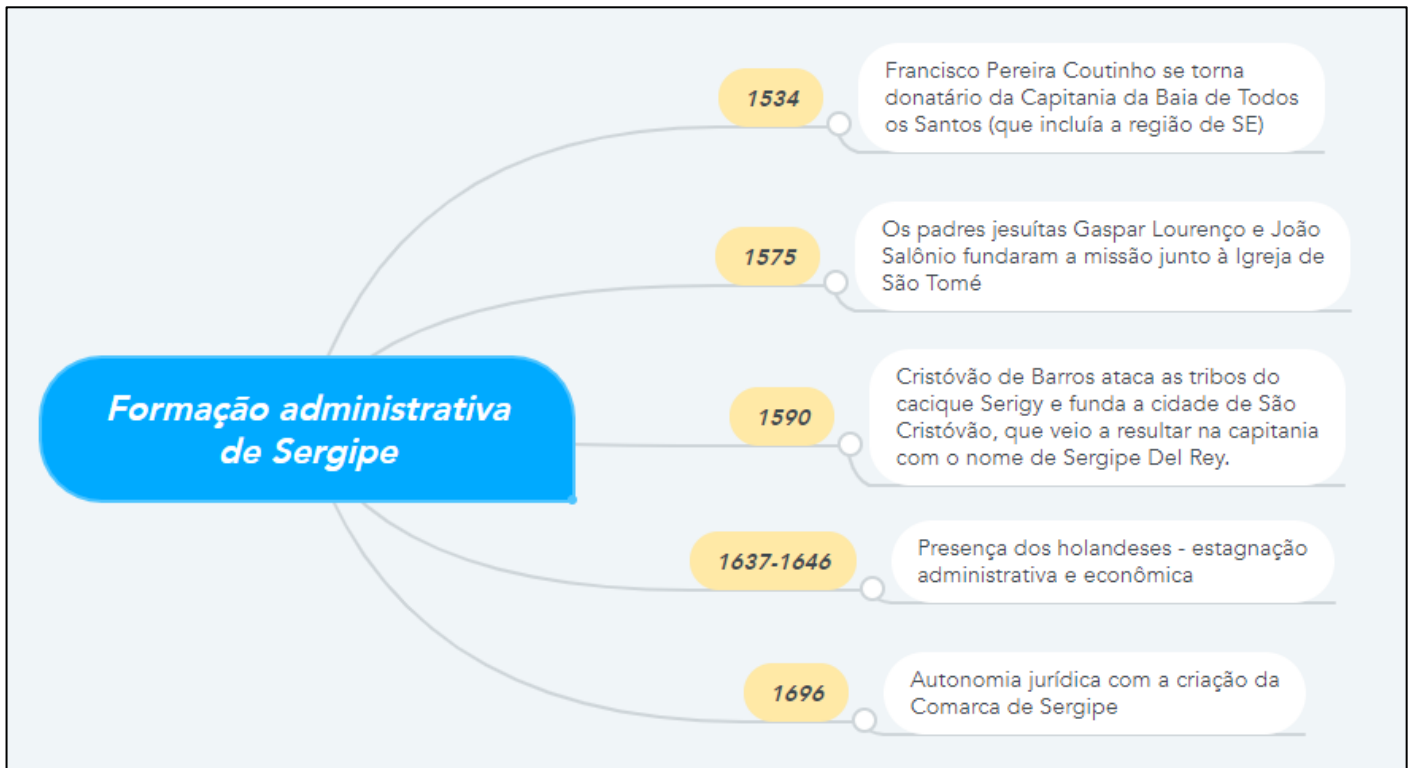 1534
Francisco Pereira Coutinho se torna
donatário da Capitania da Baia de Todos
os Santos (que incluía a região de SE)
1575
Os padres jesuítas Gaspar Lourenço e João
Salônio fundaram a missão junto à Igreja de
São Tomé
Formação administrativa
de Sergipe
1590
Cristóvão de Barros ataca as tribos do
cacique Serigy e funda a cidade de São
Cristóvão, que veio a resultar na capitania
com o nome de Sergipe Del Rey.
1637-1646
Presença dos holandeses - estagnação
administrativa e econômica
1696
Autonomia jurídica com a criação da
Comarca de Sergipe